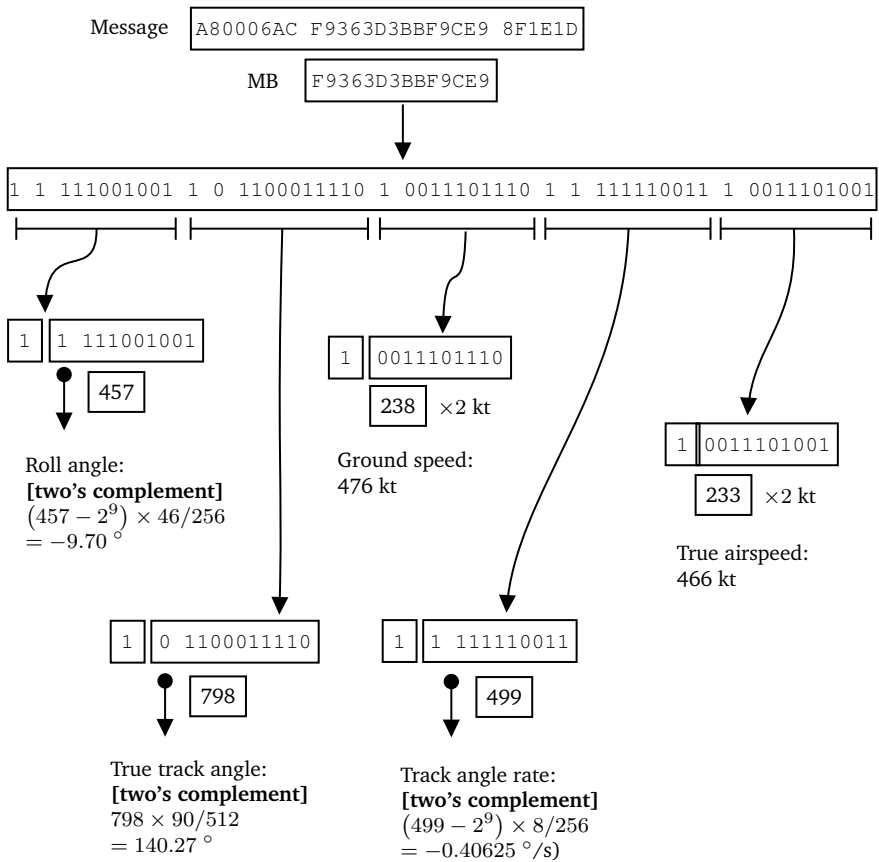 Message A80006AC F9363D3BBF9CE9 8F1E1D
MB F9363D3BBF9CE9
1 1 111001001 1 0 1100011110 1 0011101110 1 1 111110011 1 0011101001
1 1 111001001
457
Roll angle:
[two's complement]
(457 − 2⁹) × 46/256
= −9.70 °
1 0011101110
238 ×2 kt
Ground speed:
476 kt
1 0011101001
233 ×2 kt
True airspeed:
466 kt
1 0 1100011110
798
True track angle:
[two's complement]
798 × 90/512
= 140.27 °
1 1 111110011
499
Track angle rate:
[two's complement]
(499 − 2⁹) × 8/256
= −0.40625 °/s)